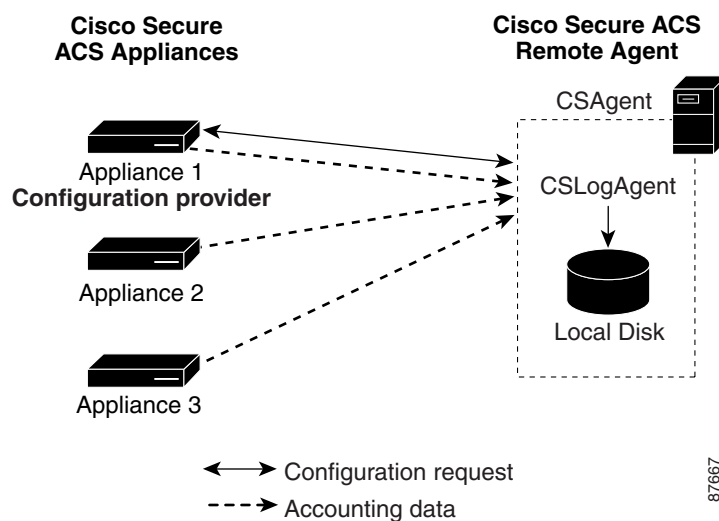 Cisco Secure
ACS Appliances
Cisco Secure ACS
Remote Agent
CSAgent
Appliance 1
Configuration provider
CSLogAgent
Appliance 2
Local Disk
Appliance 3
Configuration request
Accounting data
87667